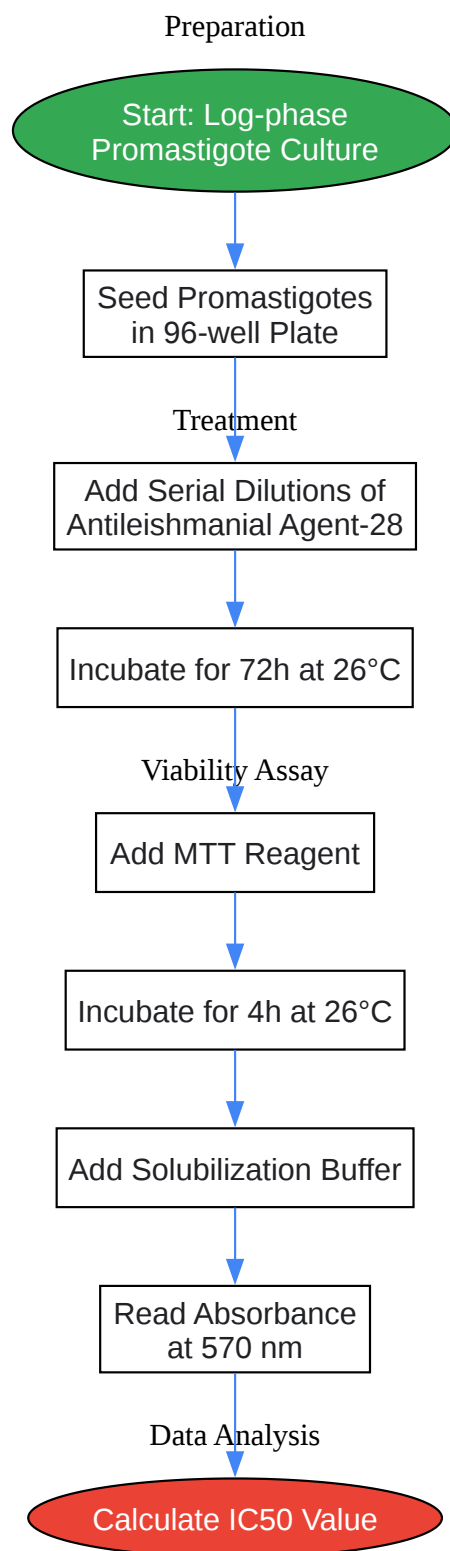 Preparation
Start: Log-phase
Promastigote Culture
Seed Promastigotes
in 96-well Plate
Treatment
Add Serial Dilutions of
Antileishmanial Agent-28
Incubate for 72h at 26°C
Viability Assay
Add MTT Reagent
Incubate for 4h at 26°C
Add Solubilization Buffer
Read Absorbance
at 570 nm
Data Analysis
Calculate IC50 Value